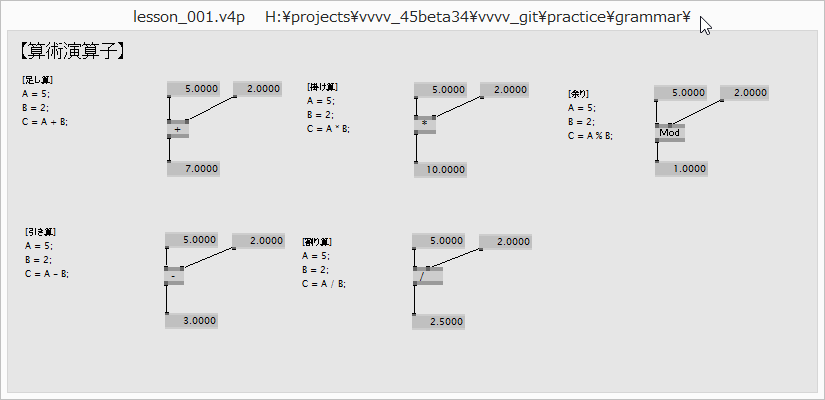 lesson_001.v4p H:¥projects¥vvvv_45beta34¥vvvv_git¥practice¥grammar¥
【算術演算子】
[足し算]
A = 5;
B = 2;
C = A + B;
5.0000 2.0000
+
7.0000
[掛け算]
A = 5;
B = 2;
C = A * B;
5.0000 2.0000
*
10.0000
[余り]
A = 5;
B = 2;
C = A % B;
5.0000 2.0000
Mod
1.0000
[引き算]
A = 5;
B = 2;
C = A - B;
5.0000 2.0000
-
3.0000
[割り算]
A = 5;
B = 2;
C = A / B;
5.0000 2.0000
/
2.5000